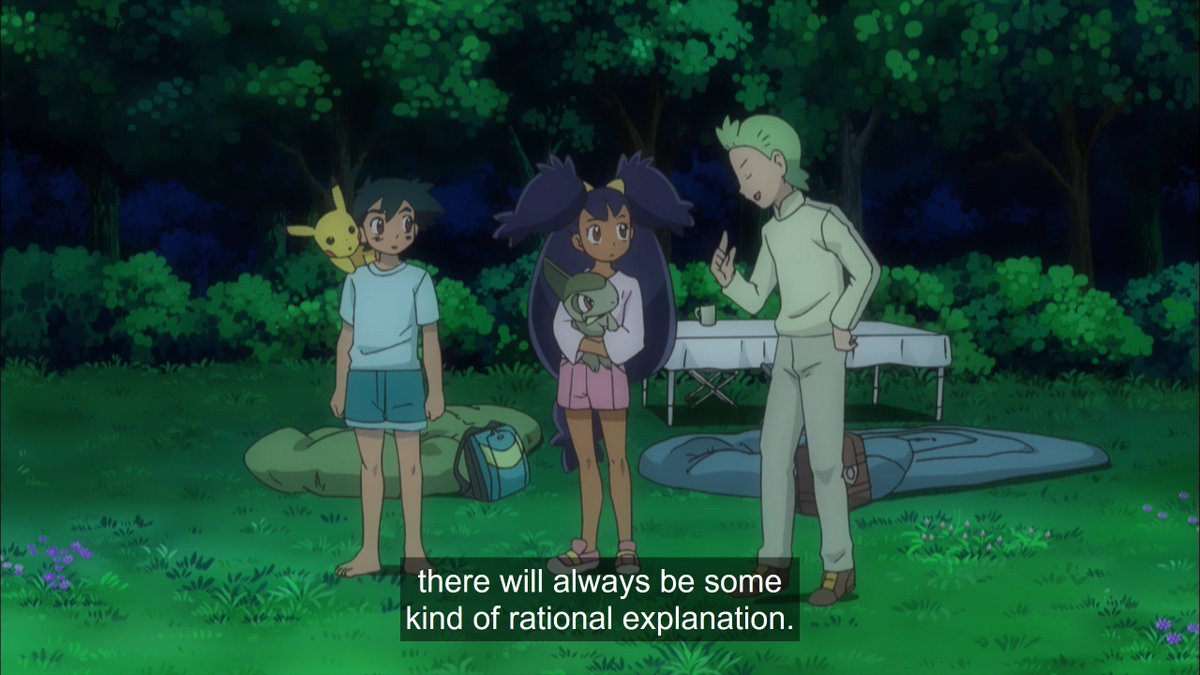 there will always be some
kind of rational explanation.